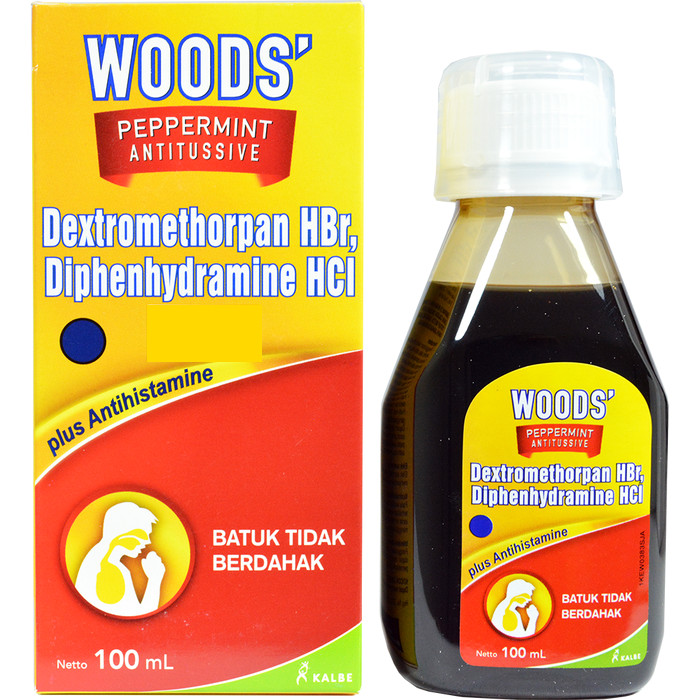 WOODS'
PEPPERMINT
ANTITUSSIVE
Dextromethorpan HBr,
Diphenhydramine HCl
plus Antihistamine
BATUK TIDAK
BERDAHAK
Netto 100 mL
KALBE
WOODS'
PEPPERMINT
ANTITUSSIVE
Dextromethorpan HBr,
Diphenhydramine HCl
plus Antihistamine
BATUK TIDAK
BERDAHAK
Netto 100 mL
KALBE